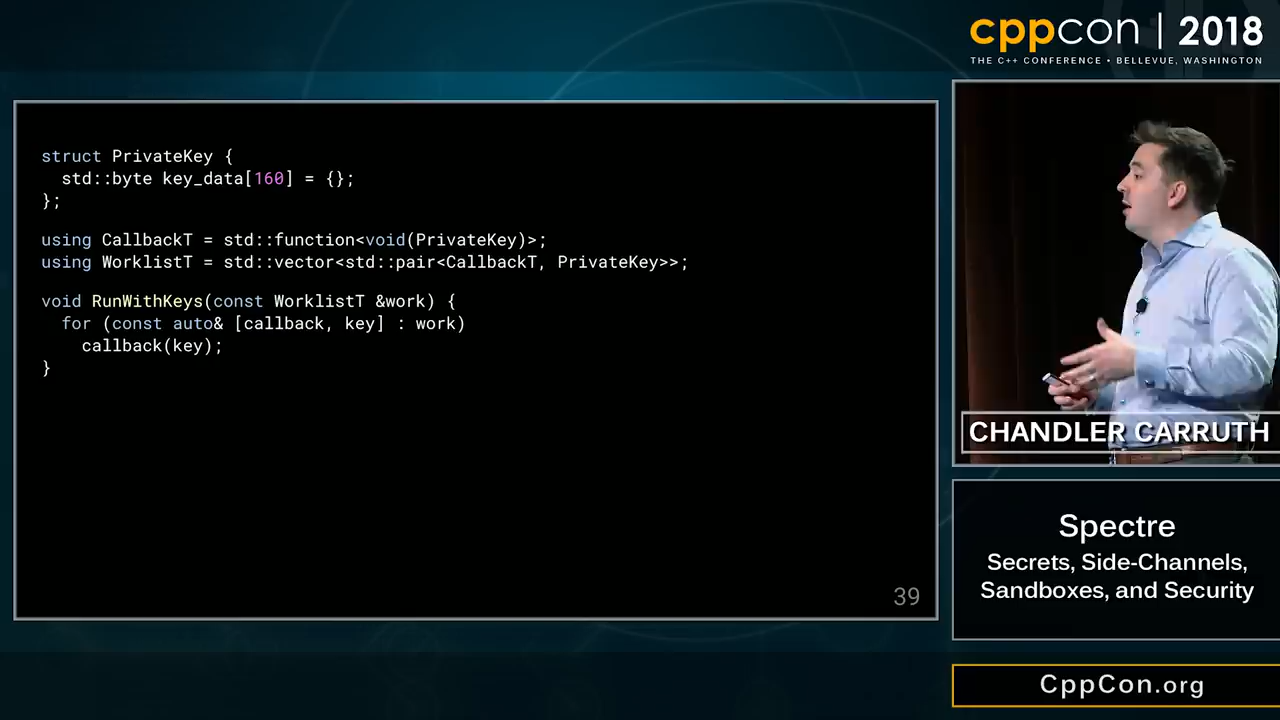 cppcon | 2018
THE C++ CONFERENCE • BELLEVUE, WASHINGTON
struct PrivateKey {
  std::byte key_data[160] = {};
};
using CallbackT = std::function<void(PrivateKey)>;
using WorklistT = std::vector<std::pair<CallbackT, PrivateKey>>;
void RunWithKeys(const WorklistT &work) {
  for (const auto& [callback, key] : work)
    callback(key);
}
39
CHANDLER CARRUTH
Spectre
Secrets, Side-Channels,
Sandboxes, and Security
CppCon.org